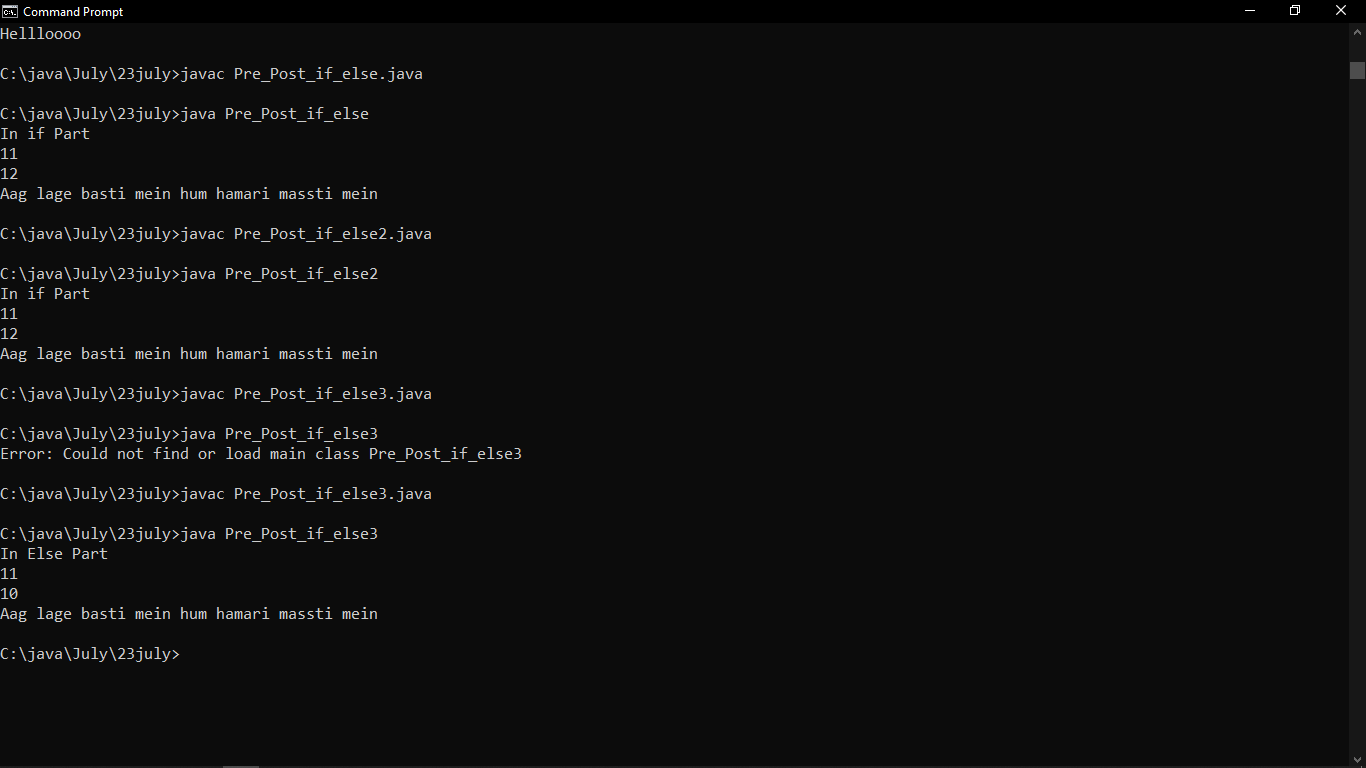 Command Prompt
Hellloooo
C:\java\July\23july>javac Pre_Post_if_else.java
C:\java\July\23july>java Pre_Post_if_else
In if Part
11
12
Aag lage basti mein hum hamari massti mein
C:\java\July\23july>javac Pre_Post_if_else2.java
C:\java\July\23july>java Pre_Post_if_else2
In if Part
11
12
Aag lage basti mein hum hamari massti mein
C:\java\July\23july>javac Pre_Post_if_else3.java
C:\java\July\23july>java Pre_Post_if_else3
Error: Could not find or load main class Pre_Post_if_else3
C:\java\July\23july>javac Pre_Post_if_else3.java
C:\java\July\23july>java Pre_Post_if_else3
In Else Part
11
10
Aag lage basti mein hum hamari massti mein
C:\java\July\23july>